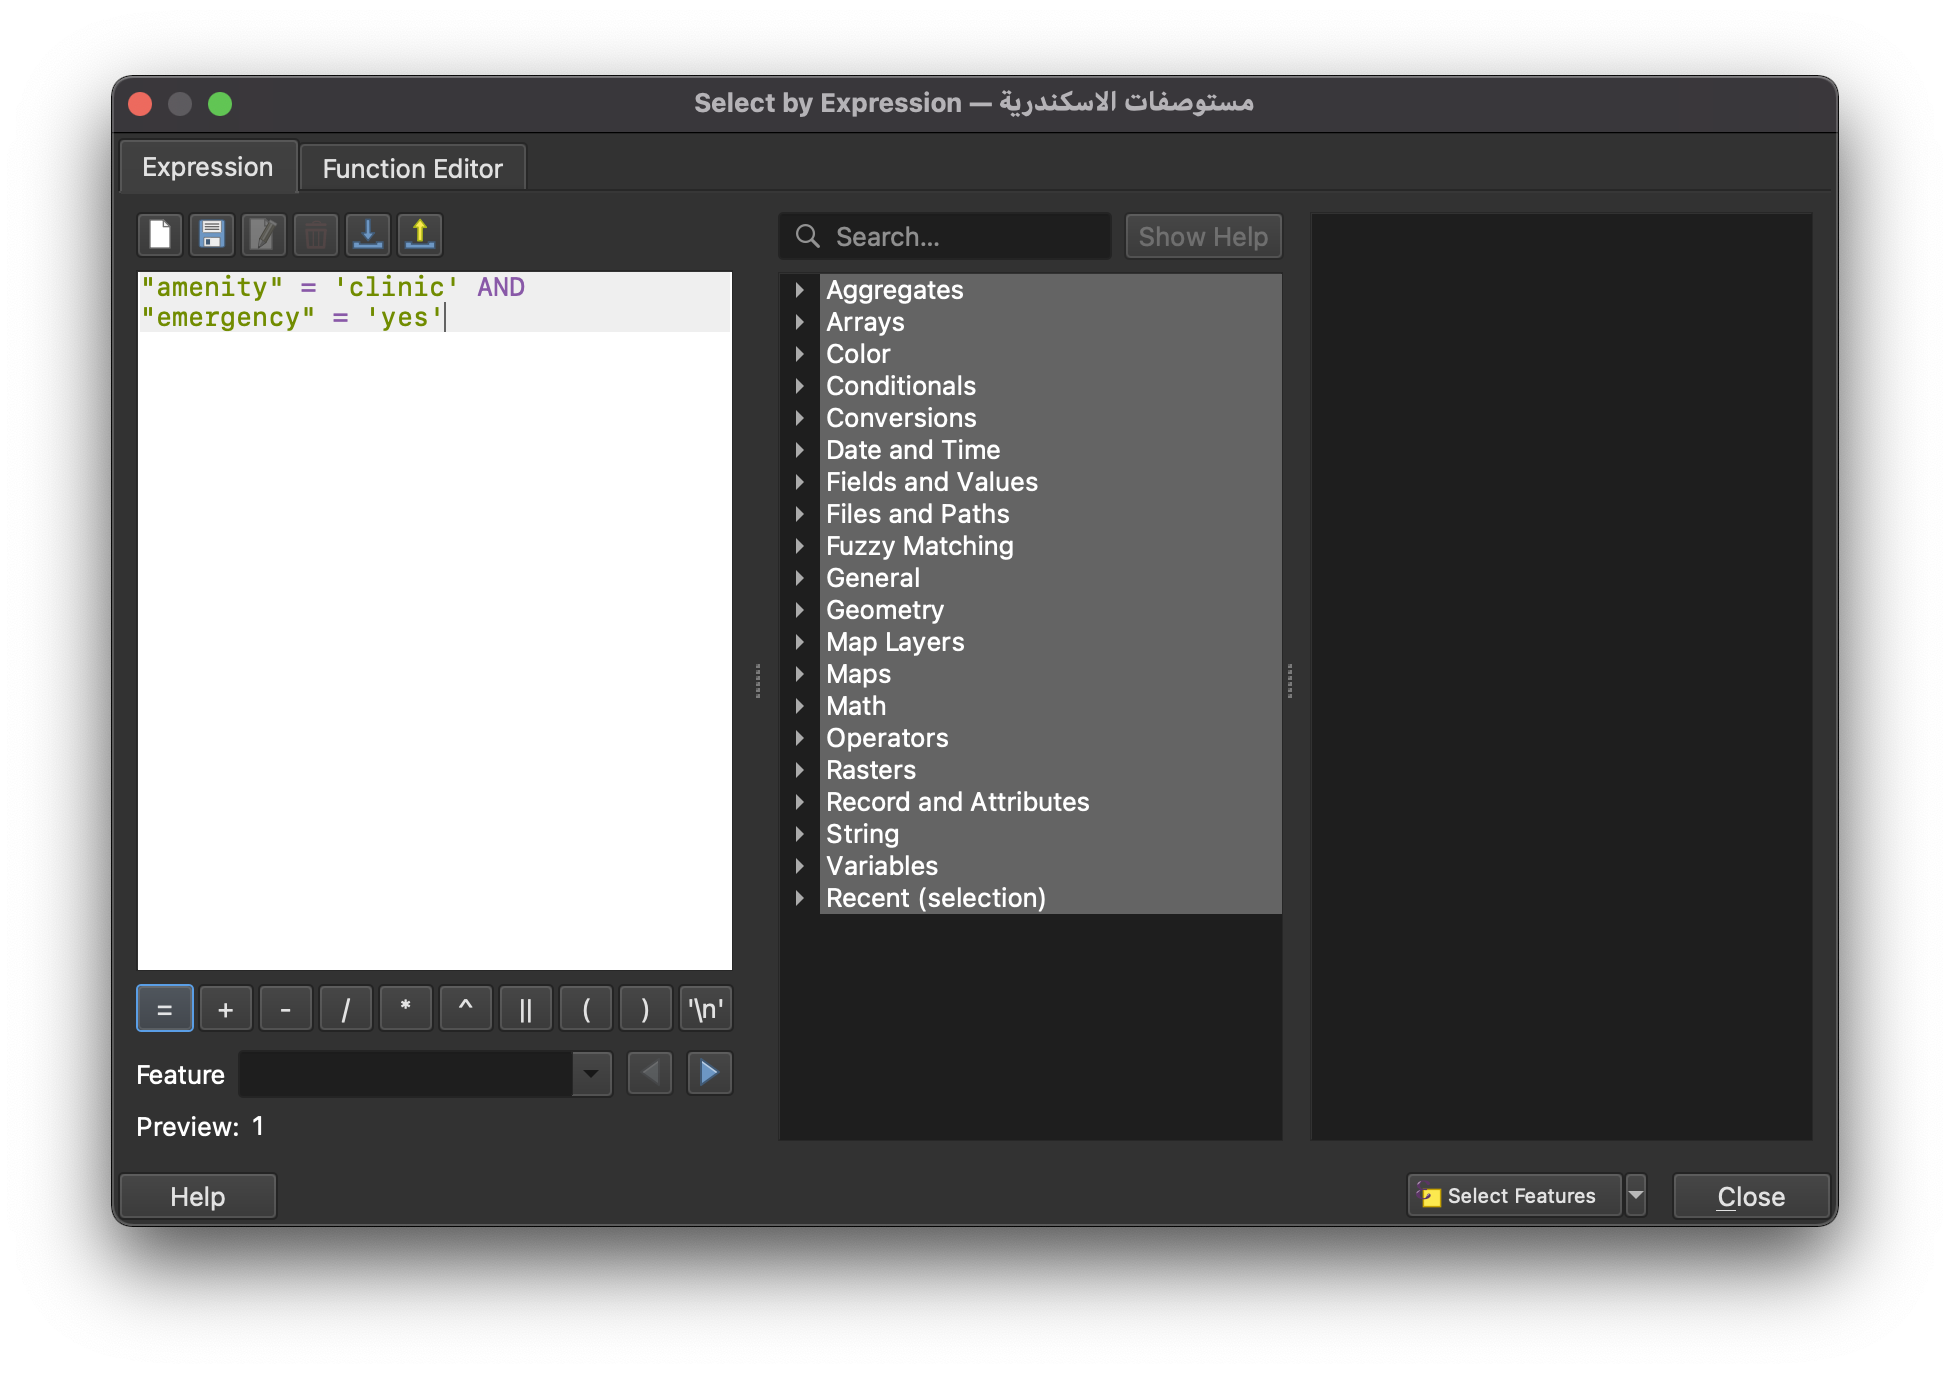 Select by Expression — مستوصفات الاسكندرية
Expression
Function Editor
Search...
Show Help
"amenity" = 'clinic' AND
"emergency" = 'yes'
Aggregates
Arrays
Color
Conditionals
Conversions
Date and Time
Fields and Values
Files and Paths
Fuzzy Matching
General
Geometry
Map Layers
Maps
Math
Operators
Rasters
Record and Attributes
String
Variables
Recent (selection)
= + - / * ^ || ( ) '\n'
Feature
Preview: 1
Help
Select Features
Close